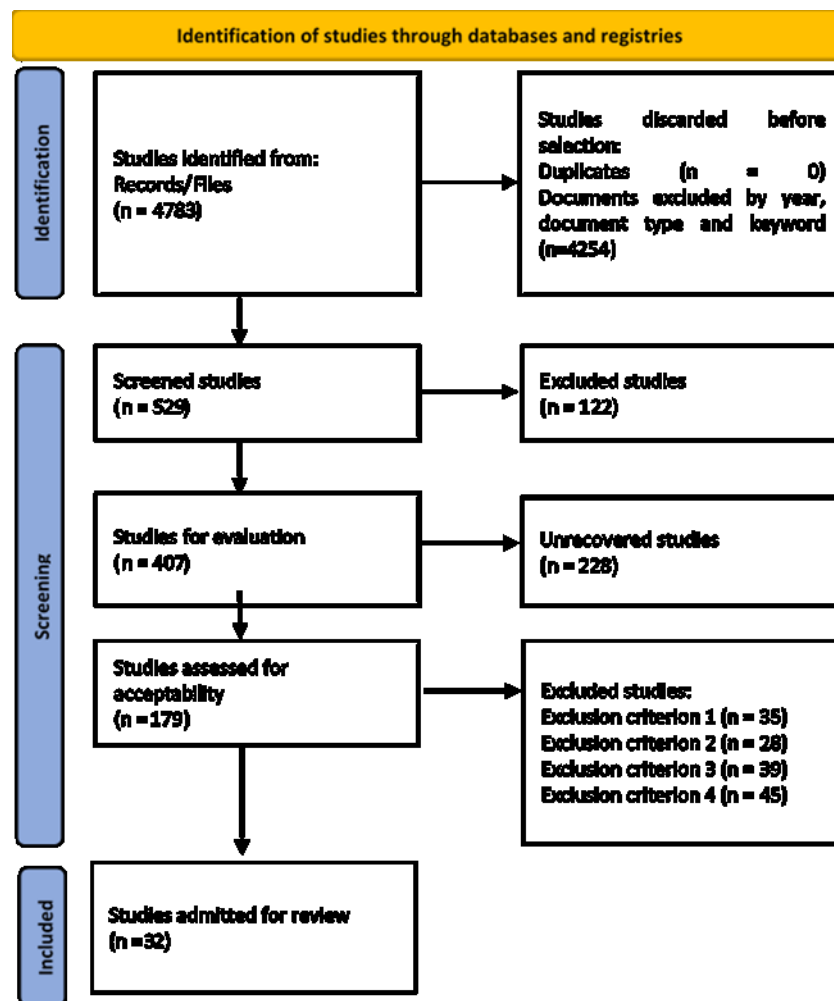 Identification of studies through databases and registries
Identification
Studies identified from:
Records/Files
(n = 4783)
Studies discarded before
selection:
Duplicates (n = 0)
Documents excluded by year,
document type and keyword
(n=4254)
Screening
Screened studies
(n = 529)
Excluded studies
(n = 122)
Studies for evaluation
(n = 407)
Unrecovered studies
(n = 228)
Studies assessed for
acceptability
(n = 179)
Excluded studies:
Exclusion criterion 1 (n = 35)
Exclusion criterion 2 (n = 28)
Exclusion criterion 3 (n = 39)
Exclusion criterion 4 (n = 45)
Included
Studies admitted for review
(n = 32)